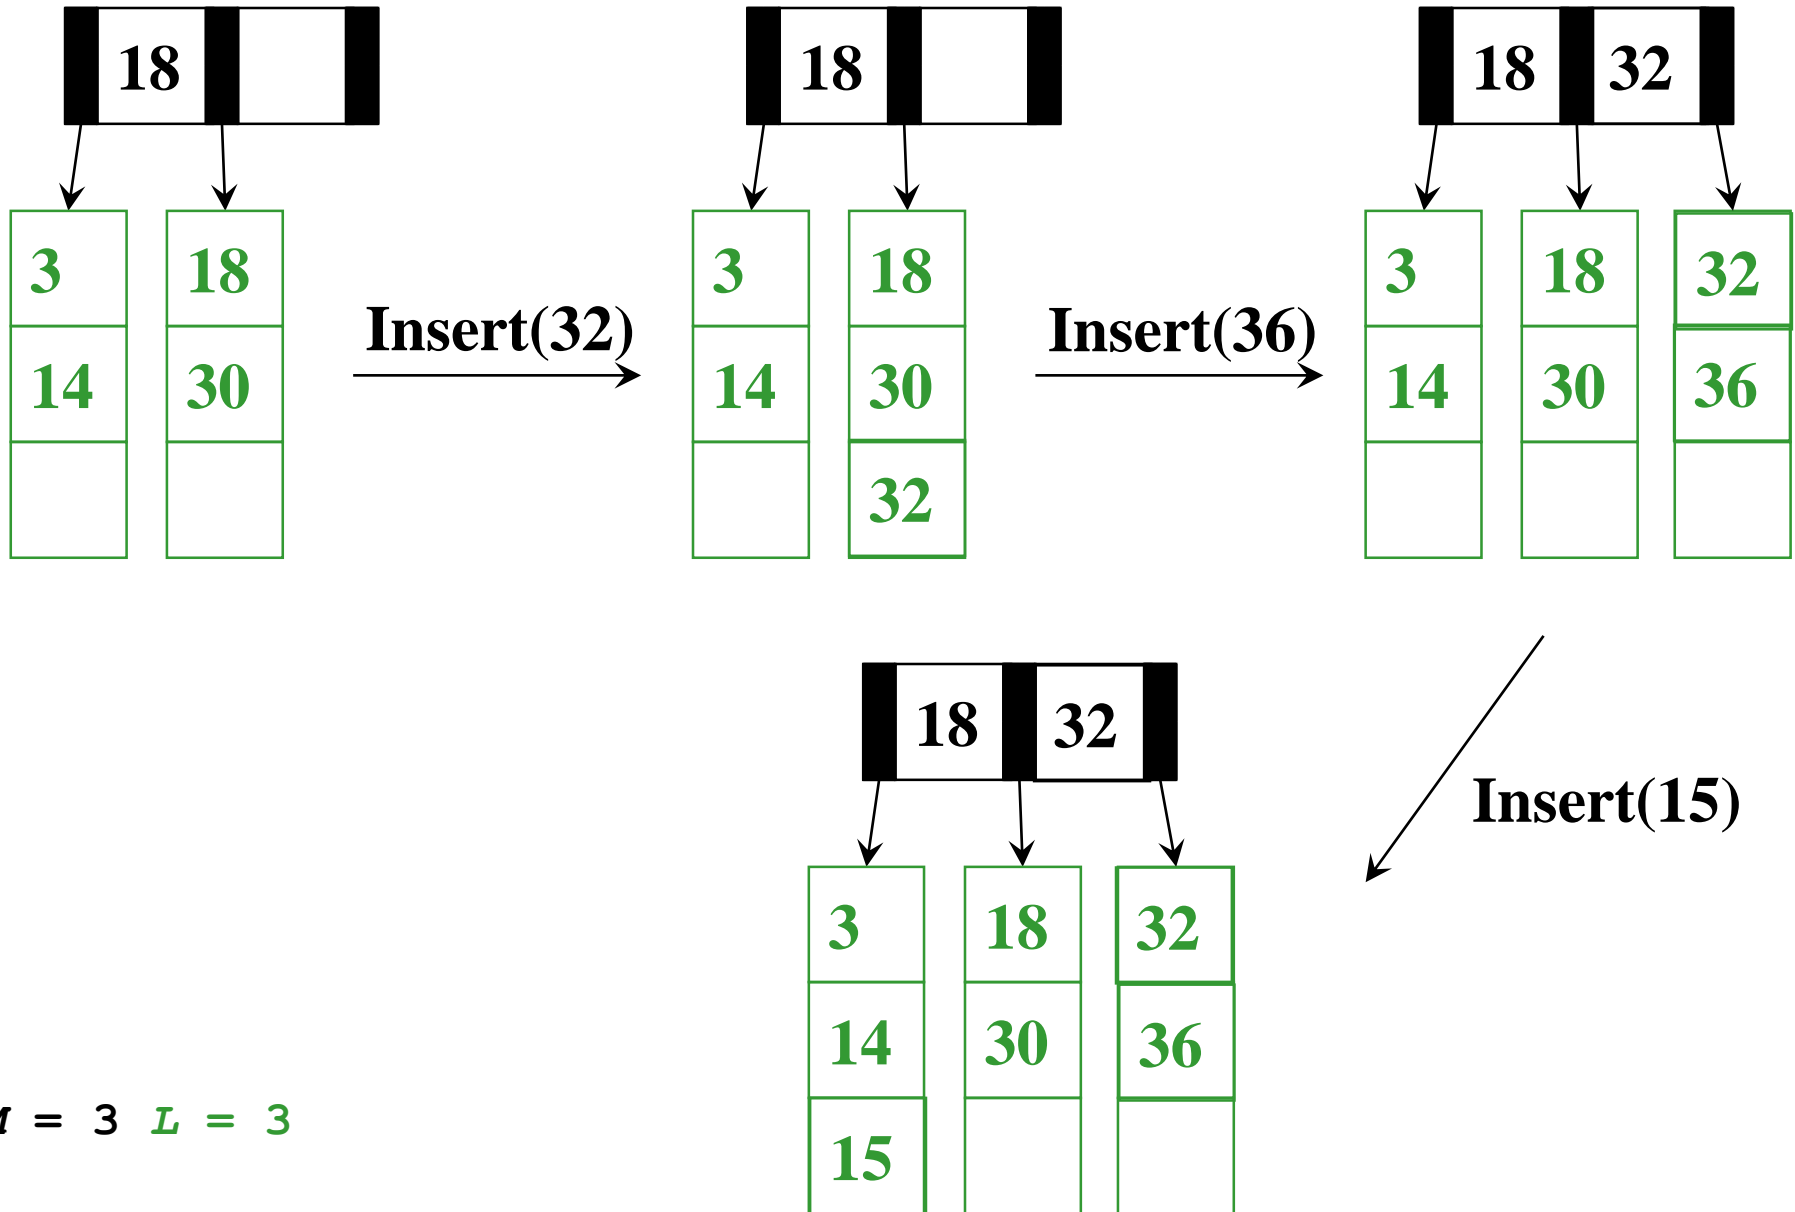 18 18 18 32
3 18 3 18 3 18 32
Insert(32) Insert(36)
14 30 14 30 14 30 36
32
18 32
Insert(15)
3 18 32
14 30 36
= 3 L = 3
15